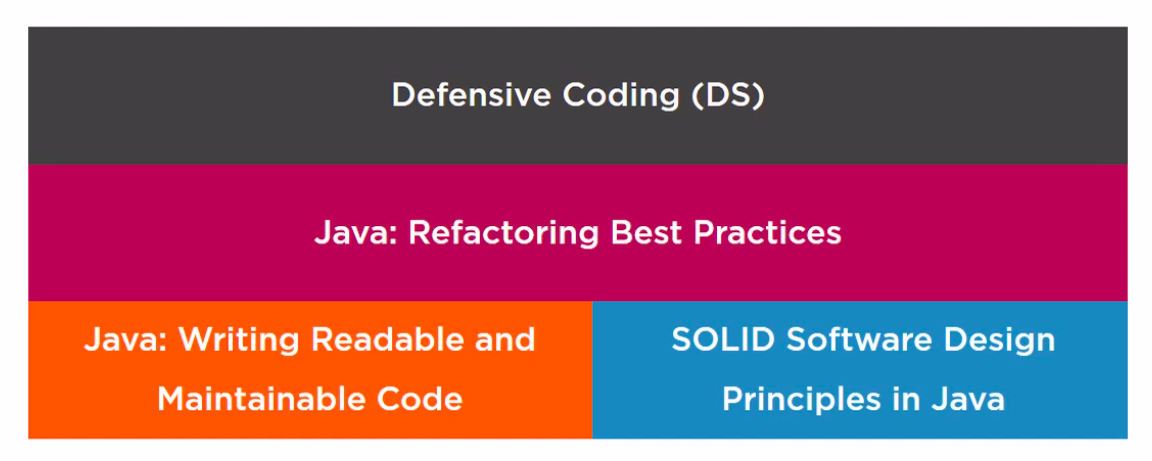 Defensive Coding (DS)
Java: Refactoring Best Practices
Java: Writing Readable and
Maintainable Code
SOLID Software Design
Principles in Java